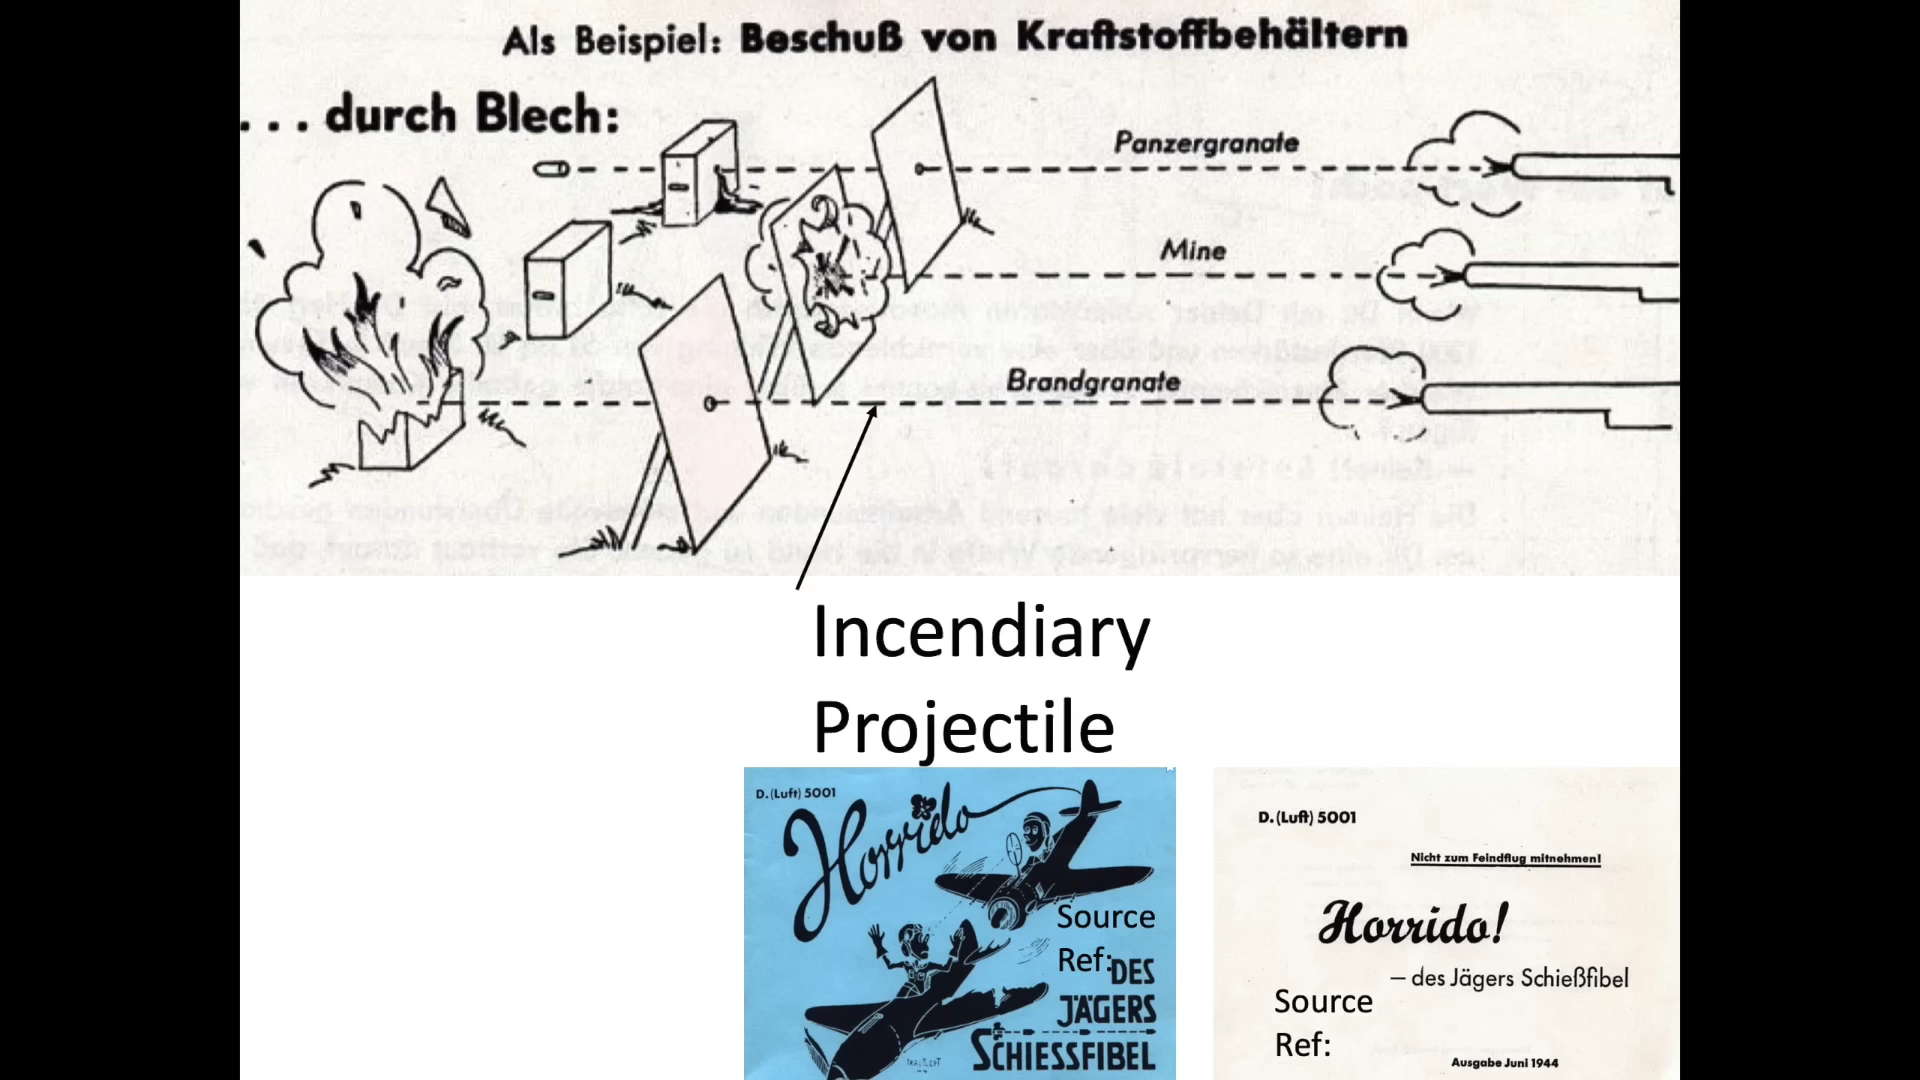 Als Beispiel: Beschuß von Kraftstoffbehältern
. . . durch Blech:
Panzergranate
Mine
Brandgranate
Incendiary
Projectile
D.(Luft) 5001
Horrido
Source
Ref:
DES
JÄGERS
SCHIESSFIBEL
D.(Luft) 5001
Nicht zum Feindflug mitnehmen!
Horrido!
— des Jägers Schießfibel
Source
Ref:
Ausgabe Juni 1944